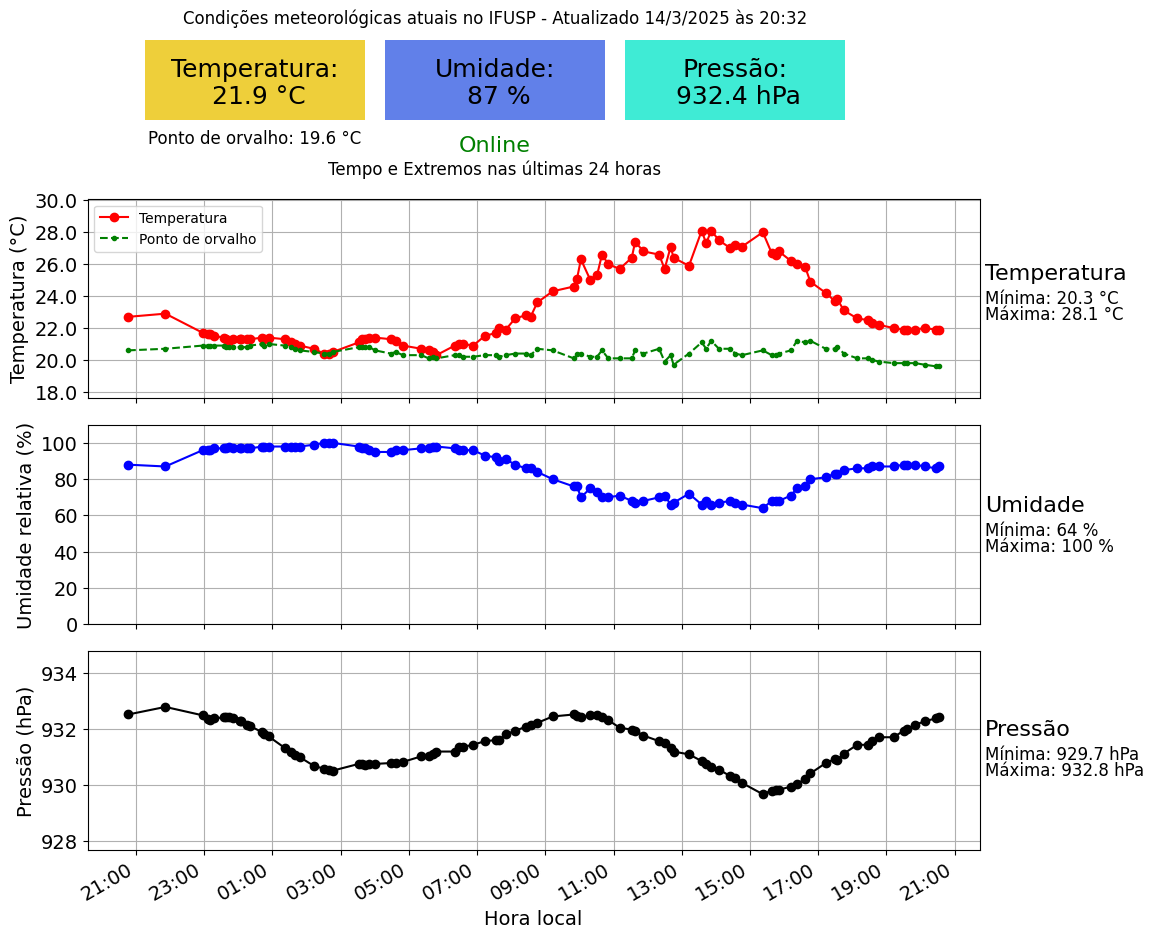 Condições meteorológicas atuais no IFUSP - Atualizado 14/3/2025 às 20:32
Temperatura:
21.9 °C
Umidade:
87 %
Pressão:
932.4 hPa
Ponto de orvalho: 19.6 °C
Online
Tempo e Extremos nas últimas 24 horas
Temperatura (°C)
30.0
28.0
26.0
24.0
22.0
20.0
18.0
Temperatura
Ponto de orvalho
Temperatura
Mínima: 20.3 °C
Máxima: 28.1 °C
Umidade relativa (%)
100
80
60
40
20
0
Umidade
Mínima: 64 %
Máxima: 100 %
Pressão (hPa)
934
932
930
928
Pressão
Mínima: 929.7 hPa
Máxima: 932.8 hPa
21:00 23:00 01:00 03:00 05:00 07:00 09:00 11:00 13:00 15:00 17:00 19:00 21:00
Hora local